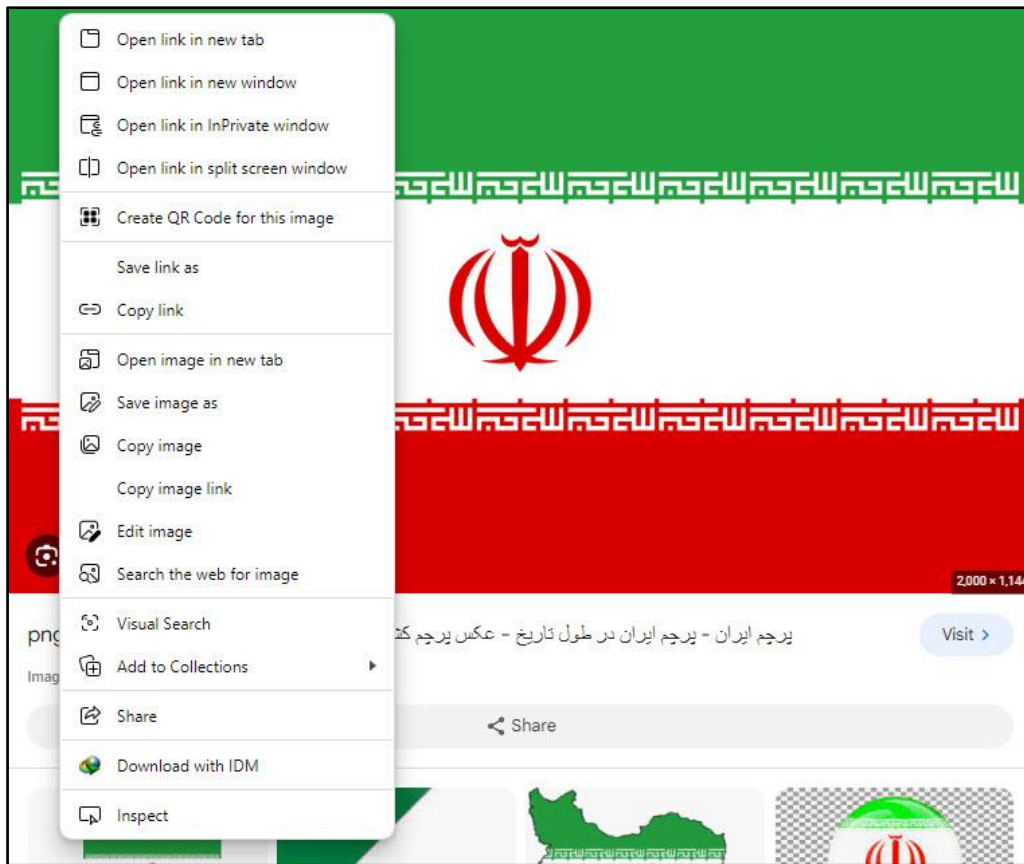 Open link in new tab
Open link in new window
Open link in InPrivate window
Open link in split screen window
Create QR Code for this image
Save link as
Copy link
Open image in new tab
Save image as
Copy image
Copy image link
Edit image
Search the web for image
2,000 × 1,144
Visual Search
پرچم ایران - پرچم ایران در طول تاریخ - عکس پرچم
png
Visit >
Add to Collections
Share
Share
Download with IDM
Inspect